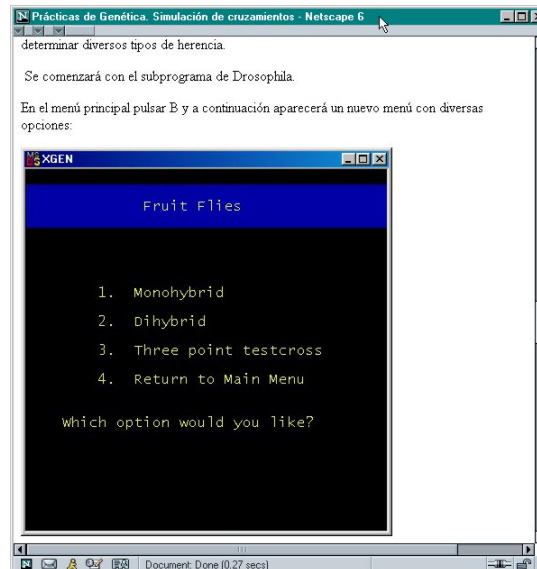 Prácticas de Genética. Simulación de cruzamientos - Netscape 6
determinar diversos tipos de herencia.
Se comenzará con el subprograma de Drosophila.
En el menú principal pulsar B y a continuación aparecerá un nuevo menú con diversas
opciones:
XGEN
Fruit Flies
1. Monohybrid
2. Dihybrid
3. Three point testcross
4. Return to Main Menu
Which option would you like?
Document: Done (0,27 secs)